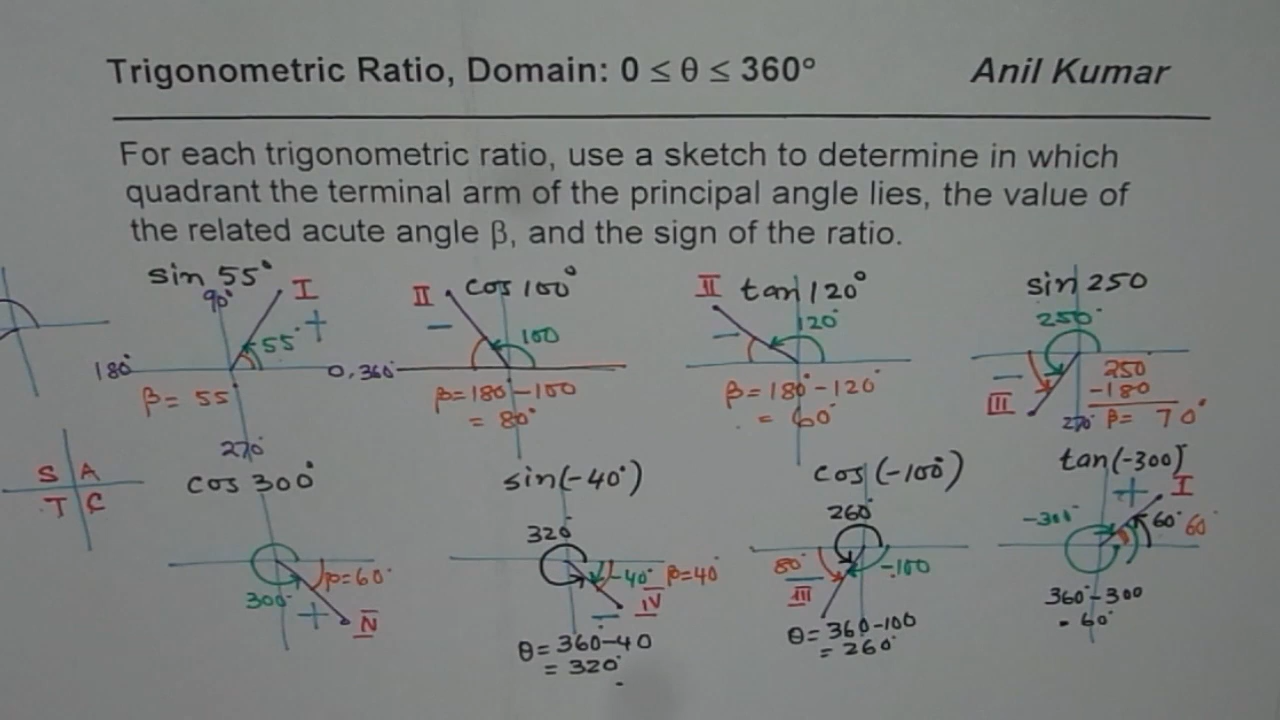 Trigonometric Ratio, Domain: 0 ≤ θ ≤ 360° Anil Kumar
For each trigonometric ratio, use a sketch to determine in which
quadrant the terminal arm of the principal angle lies, the value of
the related acute angle β, and the sign of the ratio.
sin 55°
90°
I
+
55°
180°
0,360°
β = 55°
270°
II
cos 100°
−
100
β = 180 − 100
= 80°
II
tan 120°
120°
−
β = 180° − 120°
= 60°
sin 250
250°
−
III
270°
250
−180
β = 70°
S A
T C
cos 300°
β = 60°
300°
+
IV
sin(−40°)
320°
−40°
β = 40°
IV
−
θ = 360 − 40
= 320°
cos(−100°)
260°
80°
−100
−
III
θ = 360 − 100
= 260°
tan(−300)°
+
I
−300°
60°
60°
360° − 300
= 60°